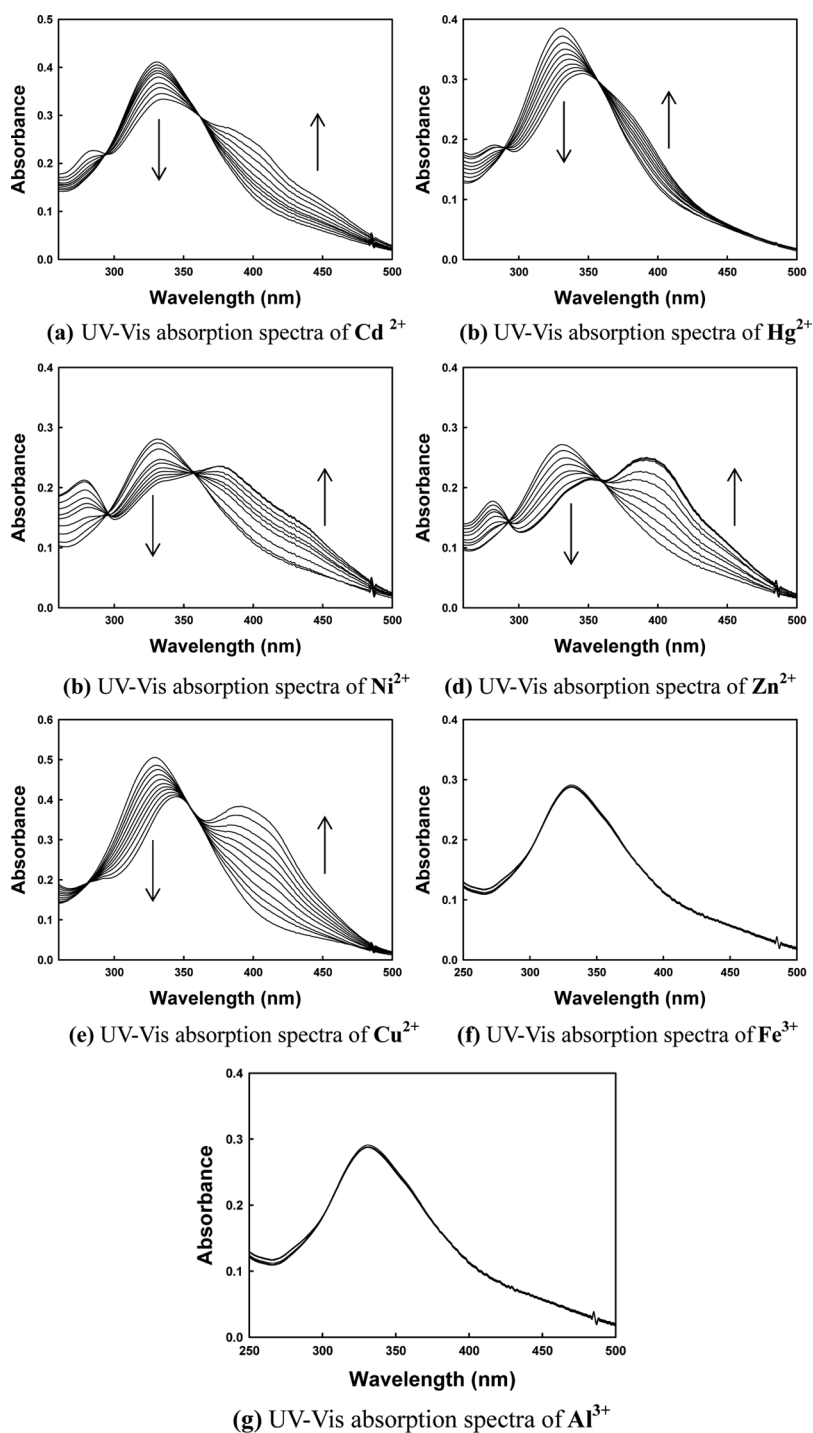 0.5
0.4
0.3
0.2
0.1
0.0
Absorbance
300 350 400 450 500
Wavelength (nm)
(a) UV-Vis absorption spectra of Cd 2+
0.4
0.3
0.2
0.1
0.0
Absorbance
300 350 400 450 500
Wavelength (nm)
(b) UV-Vis absorption spectra of Hg2+
0.4
0.3
0.2
0.1
0.0
Absorbance
300 350 400 450 500
Wavelength (nm)
(b) UV-Vis absorption spectra of Ni2+
0.4
0.3
0.2
0.1
0.0
Absorbance
300 350 400 450 500
Wavelength (nm)
(d) UV-Vis absorption spectra of Zn2+
0.6
0.5
0.4
0.3
0.2
0.1
0.0
Absorbance
300 350 400 450 500
Wavelength (nm)
(e) UV-Vis absorption spectra of Cu2+
0.4
0.3
0.2
0.1
0.0
Absorbance
250 300 350 400 450 500
Wavelength (nm)
(f) UV-Vis absorption spectra of Fe3+
0.4
0.3
0.2
0.1
0.0
Absorbance
250 300 350 400 450 500
Wavelength (nm)
(g) UV-Vis absorption spectra of Al3+